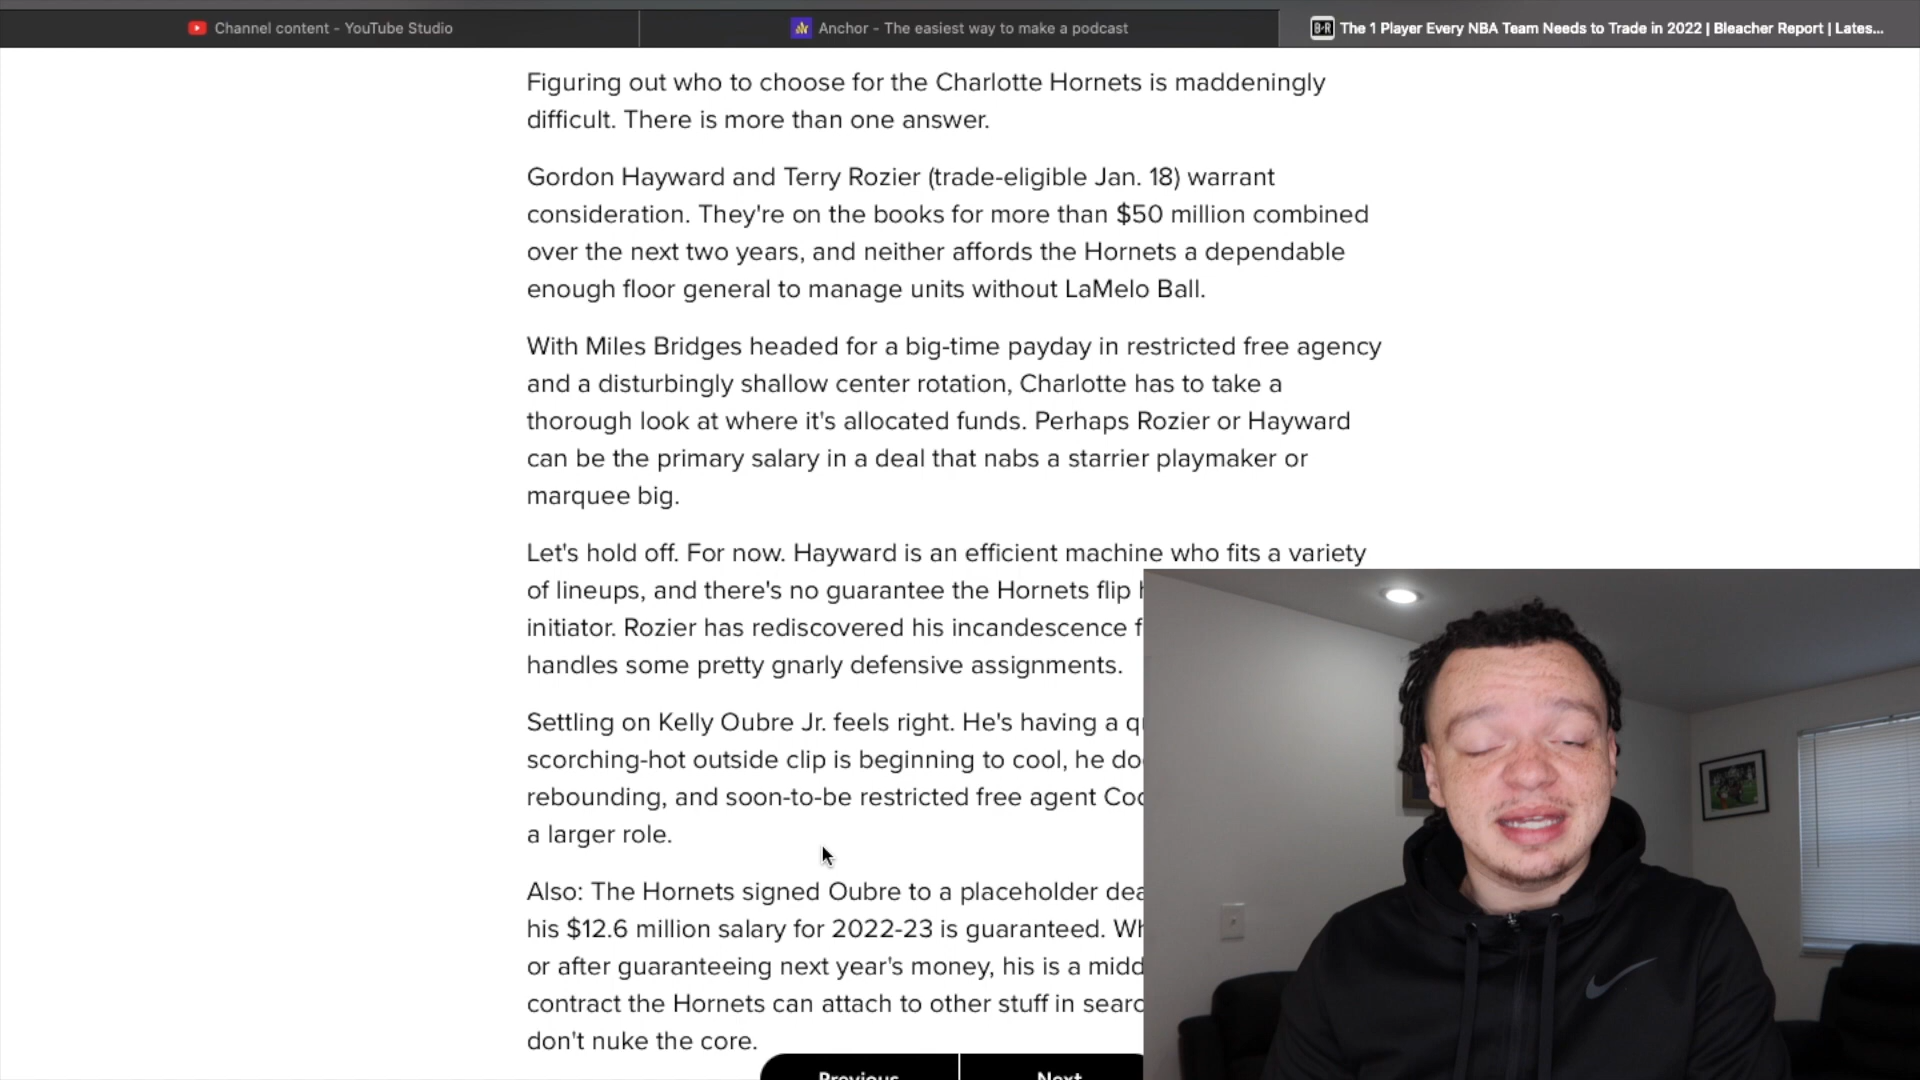 Channel content - YouTube Studio
Anchor - The easiest way to make a podcast
B R The 1 Player Every NBA Team Needs to Trade in 2022 | Bleacher Report | Lates...
Figuring out who to choose for the Charlotte Hornets is maddeningly
difficult. There is more than one answer.
Gordon Hayward and Terry Rozier (trade-eligible Jan. 18) warrant
consideration. They're on the books for more than $50 million combined
over the next two years, and neither affords the Hornets a dependable
enough floor general to manage units without LaMelo Ball.
With Miles Bridges headed for a big-time payday in restricted free agency
and a disturbingly shallow center rotation, Charlotte has to take a
thorough look at where it's allocated funds. Perhaps Rozier or Hayward
can be the primary salary in a deal that nabs a starrier playmaker or
marquee big.
Let's hold off. For now. Hayward is an efficient machine who fits a variety
of lineups, and there's no guarantee the Hornets flip
initiator. Rozier has rediscovered his incandescence
handles some pretty gnarly defensive assignments.
Settling on Kelly Oubre Jr. feels right. He's having a
scorching-hot outside clip is beginning to cool, he
rebounding, and soon-to-be restricted free agent
a larger role.
Also: The Hornets signed Oubre to a placeholder
his $12.6 million salary for 2022-23 is guaranteed.
or after guaranteeing next year's money, his is a
contract the Hornets can attach to other stuff in
don't nuke the core.
Previous
Next